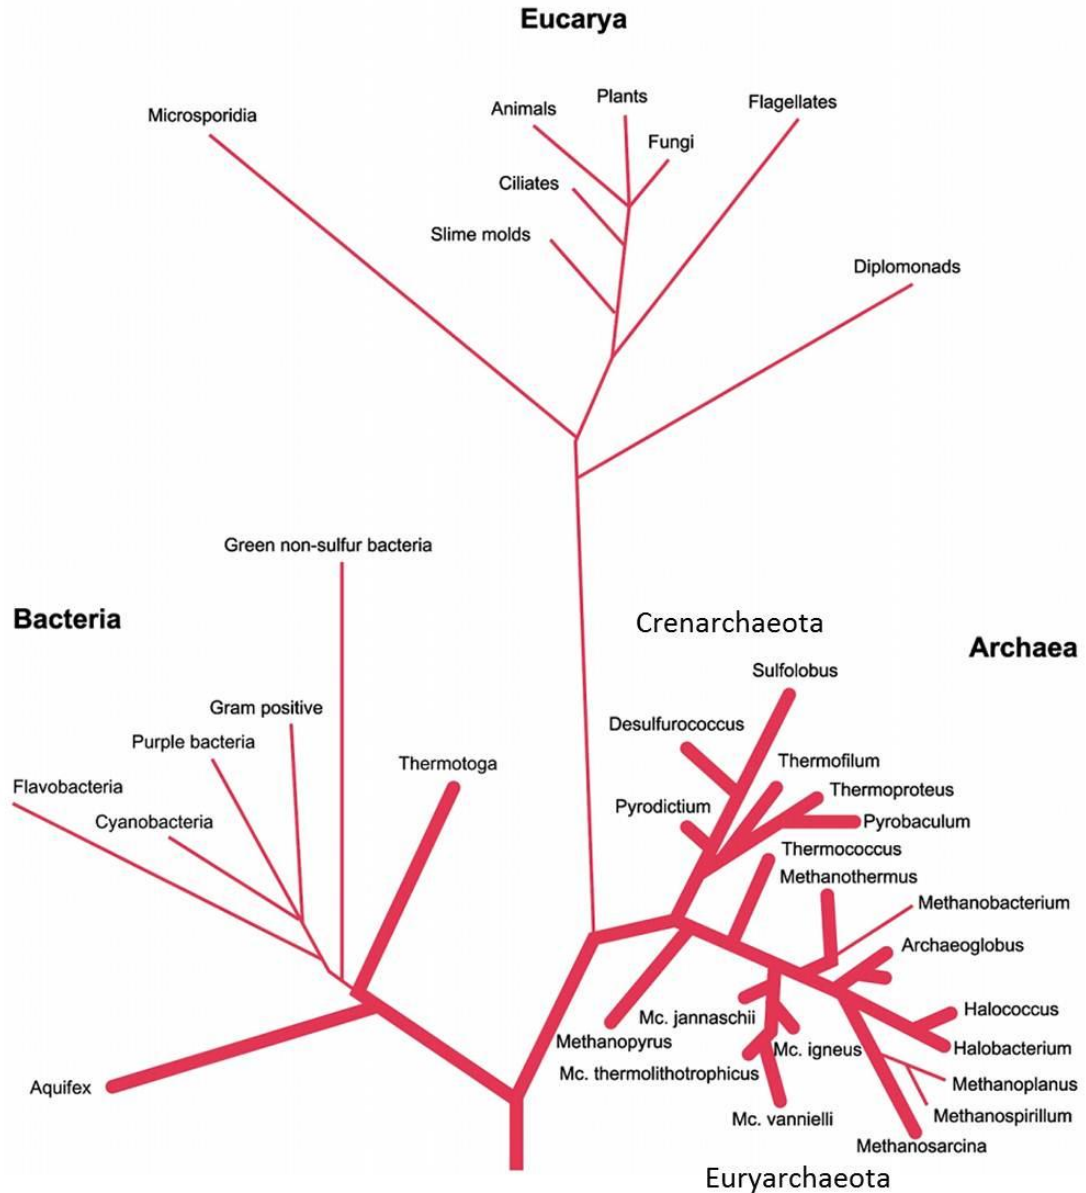 Eucarya
Plants
Flagellates
Animals
Microsporidia
Fungi
Ciliates
Slime molds
Diplomonads
Green non-sulfur bacteria
Bacteria
Crenarchaeota
Archaea
Sulfolobus
Gram positive
Desulfurococcus
Purple bacteria
Thermotoga
Thermofilum
Flavobacteria
Thermoproteus
Pyrodictium
Cyanobacteria
Pyrobaculum
Thermococcus
Methanothermus
Methanobacterium
Archaeoglobus
Halococcus
Mc. jannaschii
Methanopyrus
Mc. igneus
Halobacterium
Mc. thermolithotrophicus
Aquifex
Methanoplanus
Methanospirillum
Mc. vannielli
Methanosarcina
Euryarchaeota